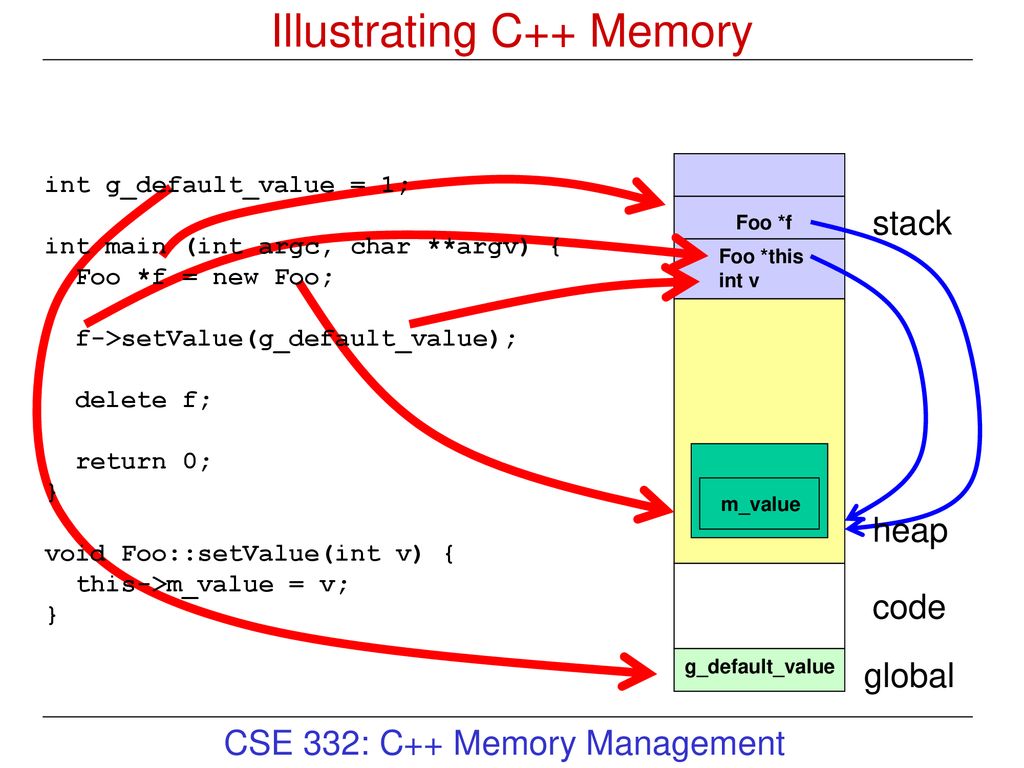 Illustrating C++ Memory
int g_default_value = 1;
int main (int argc, char **argv) {
Foo *f = new Foo;
f->setValue(g_default_value);
delete f;
return 0;
}
void Foo::setValue(int v) {
this->m_value = v;
}
Foo *f
stack
Foo *this
int v
m_value
heap
code
g_default_value
global
CSE 332: C++ Memory Management